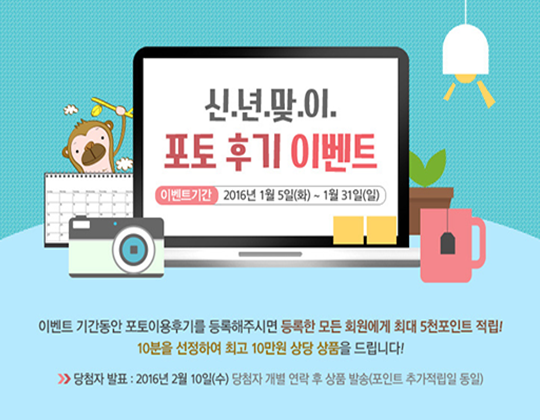 신.년.맞.이.
포토 후기 이벤트
이벤트기간 2016년 1월 5일(화) ~ 1월 31일(일)
이벤트 기간동안 포토이용후기를 등록해주시면 등록한 모든 회원에게 최대 5천포인트 적립!
10분을 선정하여 최고 10만원 상당 상품을 드립니다!
당첨자 발표 : 2016년 2월 10일(수) 당첨자 개별 연락 후 상품 발송(포인트 추가적립일 동일)